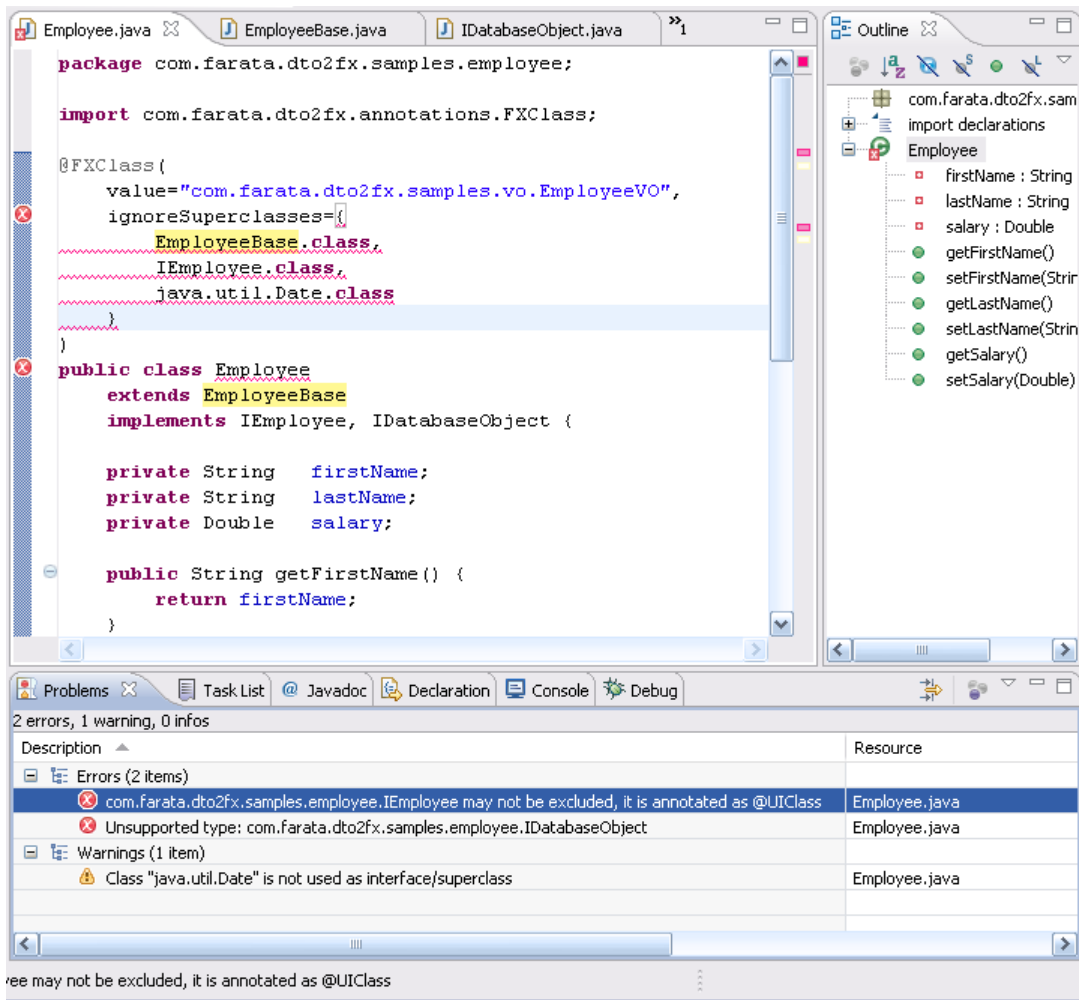 Employee.java
EmployeeBase.java
IDatabaseObject.java
»1
package com.farata.dto2fx.samples.employee;
import com.farata.dto2fx.annotations.FXClass;
@FXClass(
value="com.farata.dto2fx.samples.vo.EmployeeVO",
ignoreSuperclasses={
EmployeeBase.class,
IEmployee.class,
java.util.Date.class
}
)
public class Employee
extends EmployeeBase
implements IEmployee, IDatabaseObject {
private String firstName;
private String lastName;
private Double salary;
public String getFirstName() {
return firstName;
}
Outline
com.farata.dto2fx.sam
import declarations
Employee
firstName : String
lastName : String
salary : Double
getFirstName()
setFirstName(Strin
getLastName()
setLastName(Strin
getSalary()
setSalary(Double)
Problems
Task List
@ Javadoc
Declaration
Console
Debug
2 errors, 1 warning, 0 infos
Description
Resource
Errors (2 items)
com.farata.dto2fx.samples.employee.IEmployee may not be excluded, it is annotated as @UIClass
Employee.java
Unsupported type: com.farata.dto2fx.samples.employee.IDatabaseObject
Employee.java
Warnings (1 item)
Class "java.util.Date" is not used as interface/superclass
Employee.java
yee may not be excluded, it is annotated as @UIClass